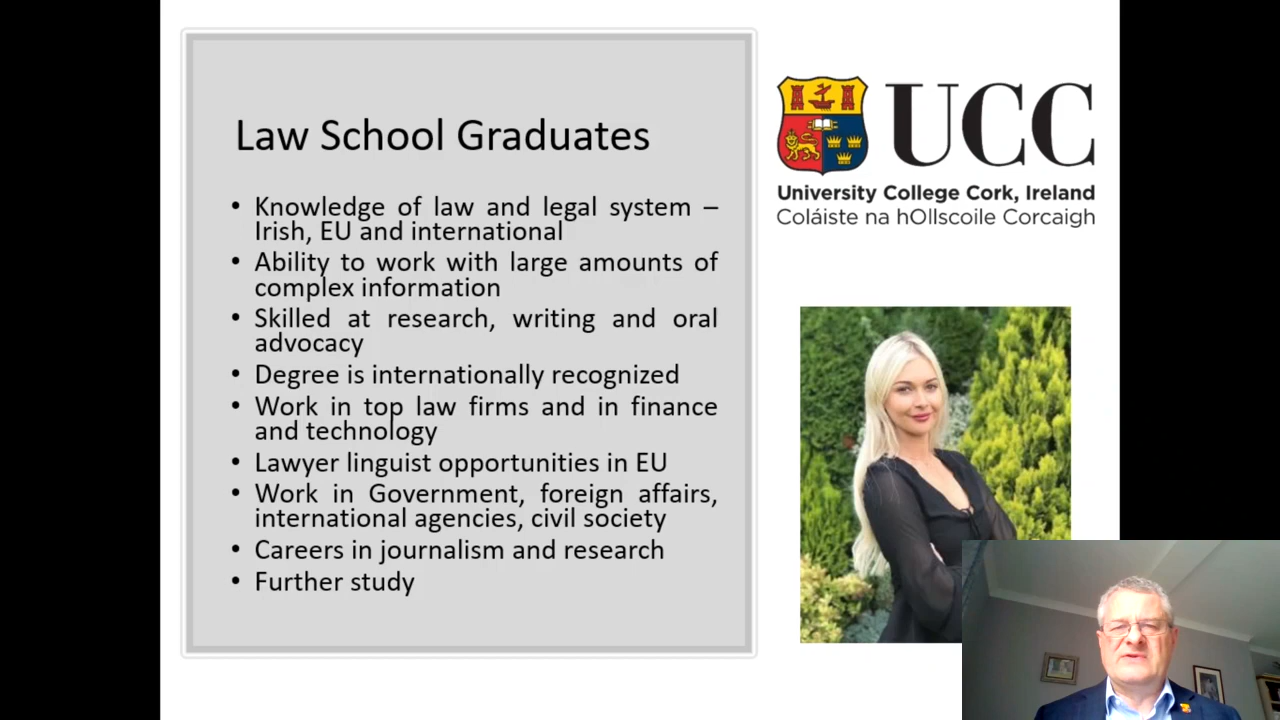 Law School Graduates
• Knowledge of law and legal system –
Irish, EU and international
• Ability to work with large amounts of
complex information
• Skilled at research, writing and oral
advocacy
• Degree is internationally recognized
• Work in top law firms and in finance
and technology
• Lawyer linguist opportunities in EU
• Work in Government, foreign affairs,
international agencies, civil society
• Careers in journalism and research
• Further study
UCC
University College Cork, Ireland
Coláiste na hOllscoile Corcaigh